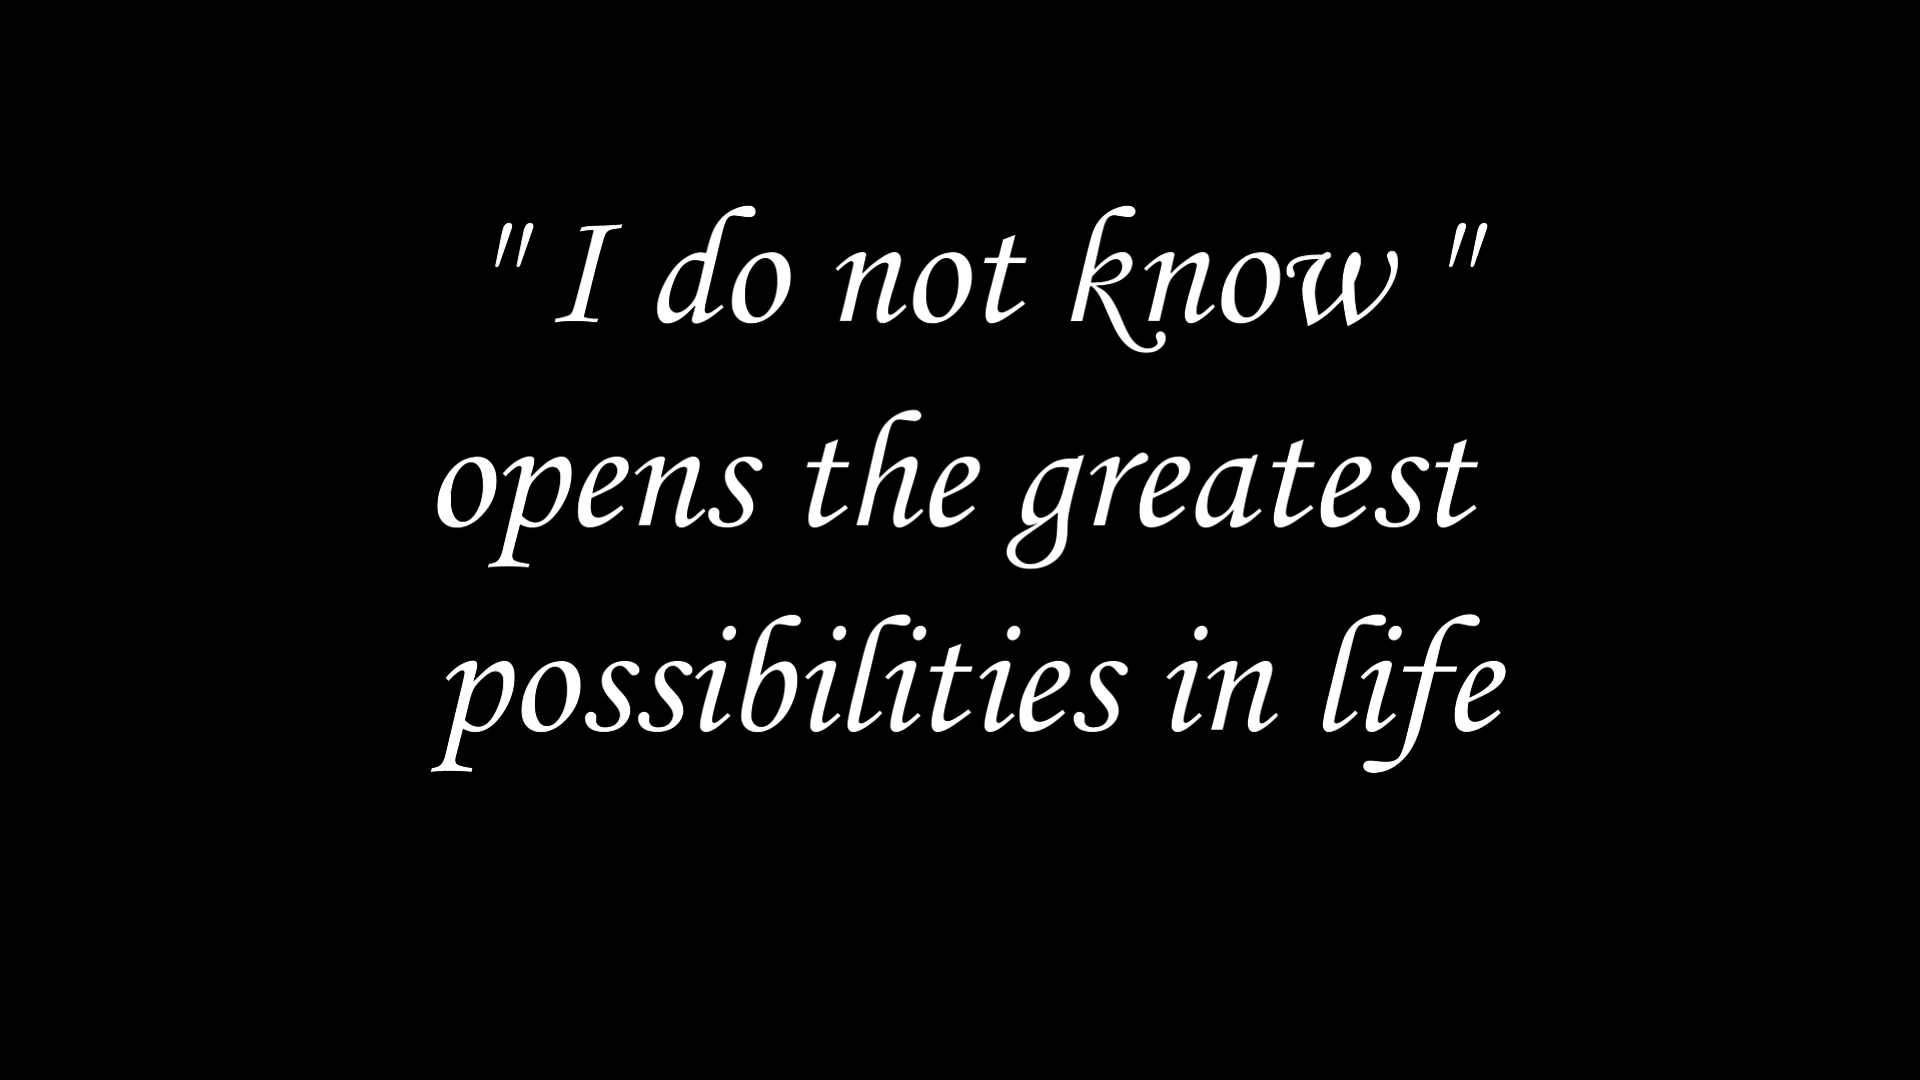 " I do not know "
opens the greatest
possibilities in life